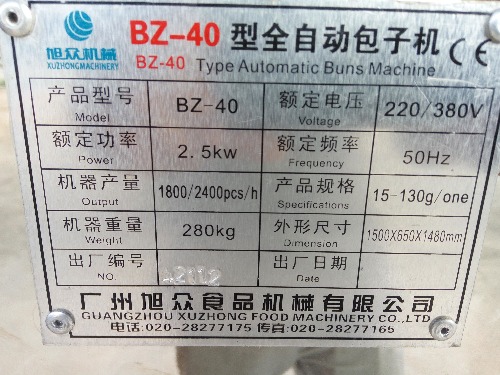 旭众机械
XUZHONGMACHINERY
BZ-40 型全自动包子机 CE
BZ-40 Type Automatic Buns Machine
产品型号 BZ-40 额定电压 220/380V
Model Voltage
额定功率 2.5kw 额定频率 50Hz
Power Frequency
机器产量 1800/2400pcs/h 产品规格 15-130g/one
Output Specifications
机器重量 280kg 外形尺寸 1500X650X1480mm
Weight Dimension
出厂编号 出厂日期
NO. Date
广州旭众食品机械有限公司
GUANGZHOU XUZHONG FOOD MACHINERY CO.,LTD
电话:020-28277175 传真:020-28277165